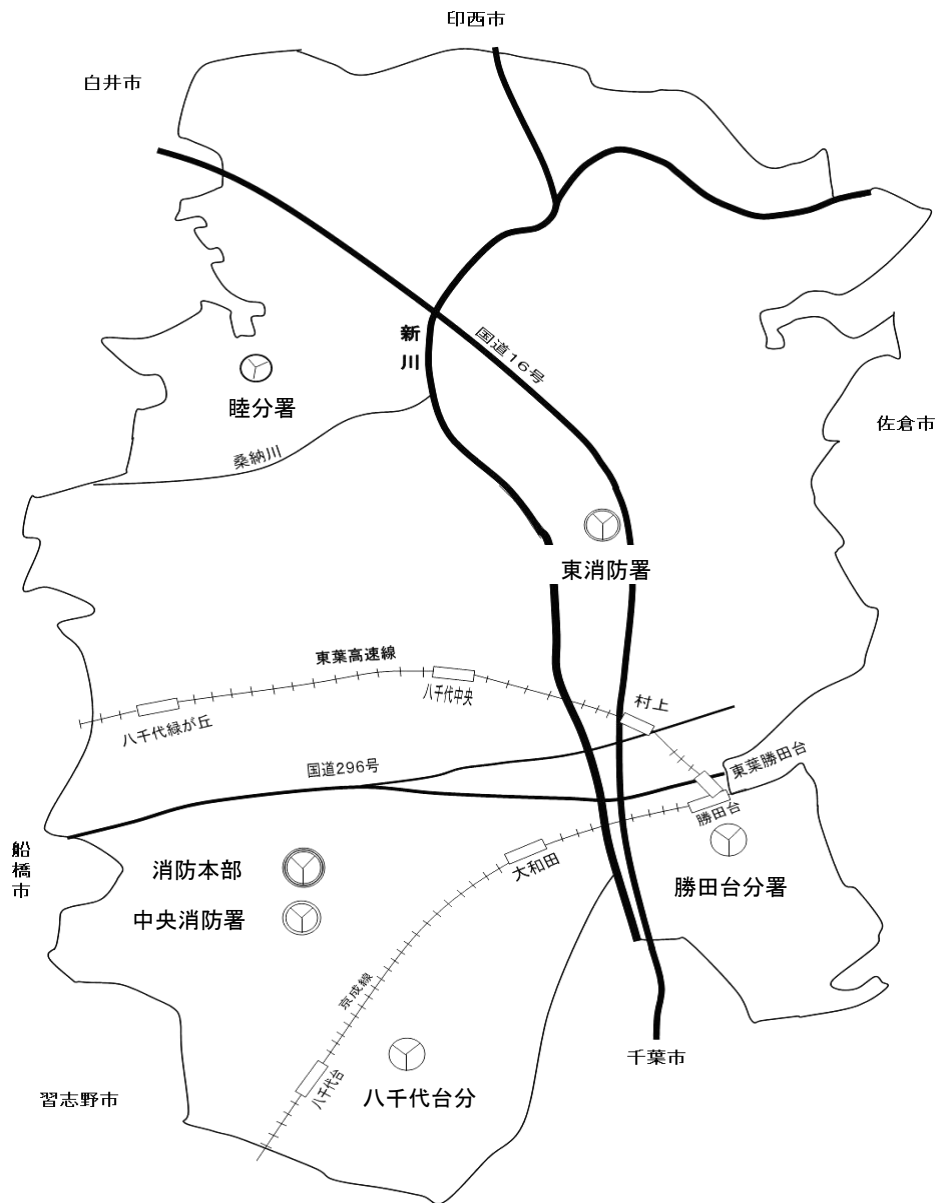 印西市
白井市
新川
国道16号
睦分署
佐倉市
桑納川
東消防署
東葉高速線
八千代中央
八千代緑が丘
村上
国道296号
東葉勝田台
勝田台
船橋市
消防本部
大和田
勝田台分署
中央消防署
京成線
千葉市
八千代台
八千代台分
習志野市